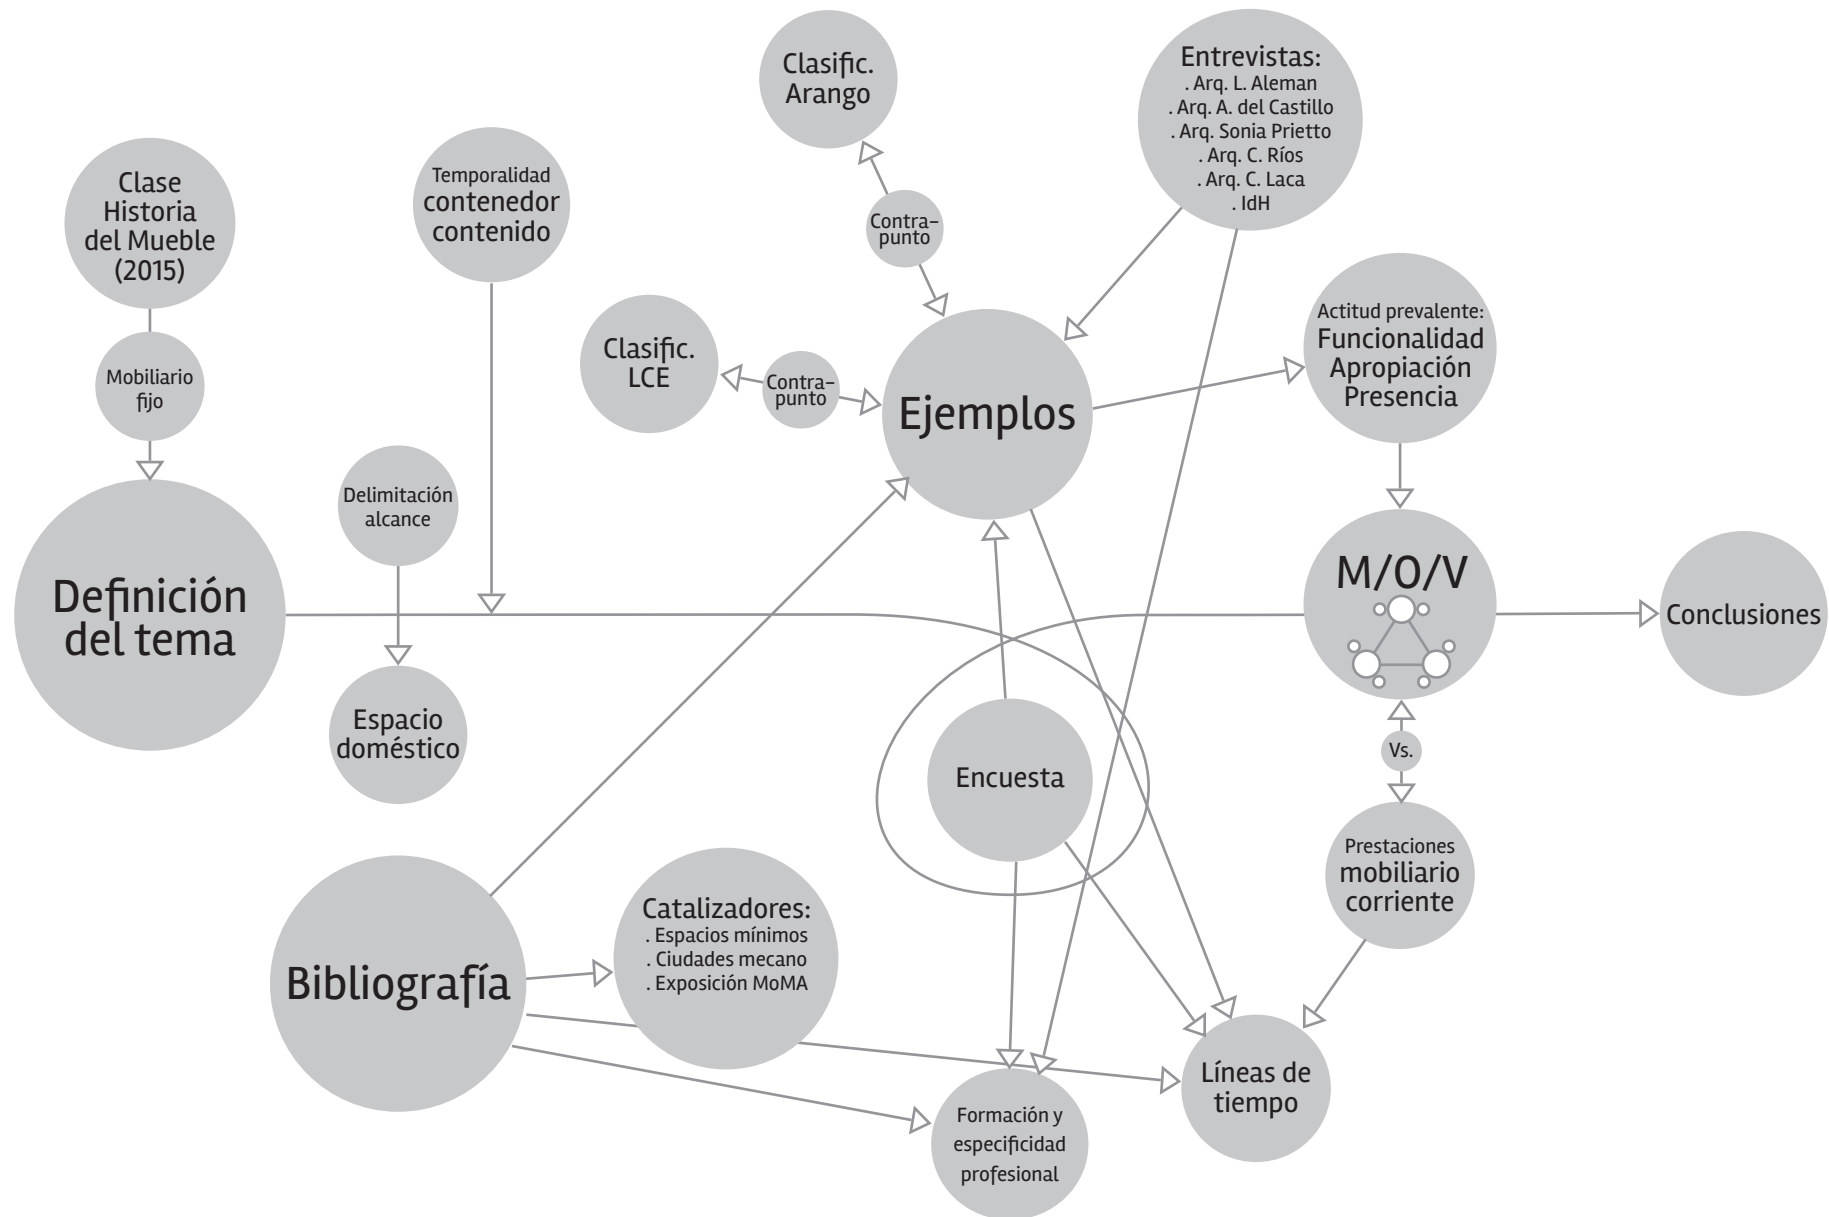 Clasific.
Arango
Entrevistas:
. Arq. L. Aleman
. Arq. A. del Castillo
. Arq. Sonia Prietto
. Arq. C. Ríos
. Arq. C. Laca
. IdH
Clase
Historia
del Mueble
(2015)
Temporalidad
contenedor
contenido
Contra-
punto
Clasific.
LCE
Contra-
punto
Ejemplos
Actitud prevalente:
Funcionalidad
Apropiación
Presencia
Mobiliario
fijo
Delimitación
alcance
Definición
del tema
M/O/V
Conclusiones
Espacio
doméstico
Encuesta
Vs.
Prestaciones
mobiliario
corriente
Bibliografía
Catalizadores:
. Espacios mínimos
. Ciudades mecano
. Exposición MoMA
Líneas de
tiempo
Formación y
especificidad
profesional